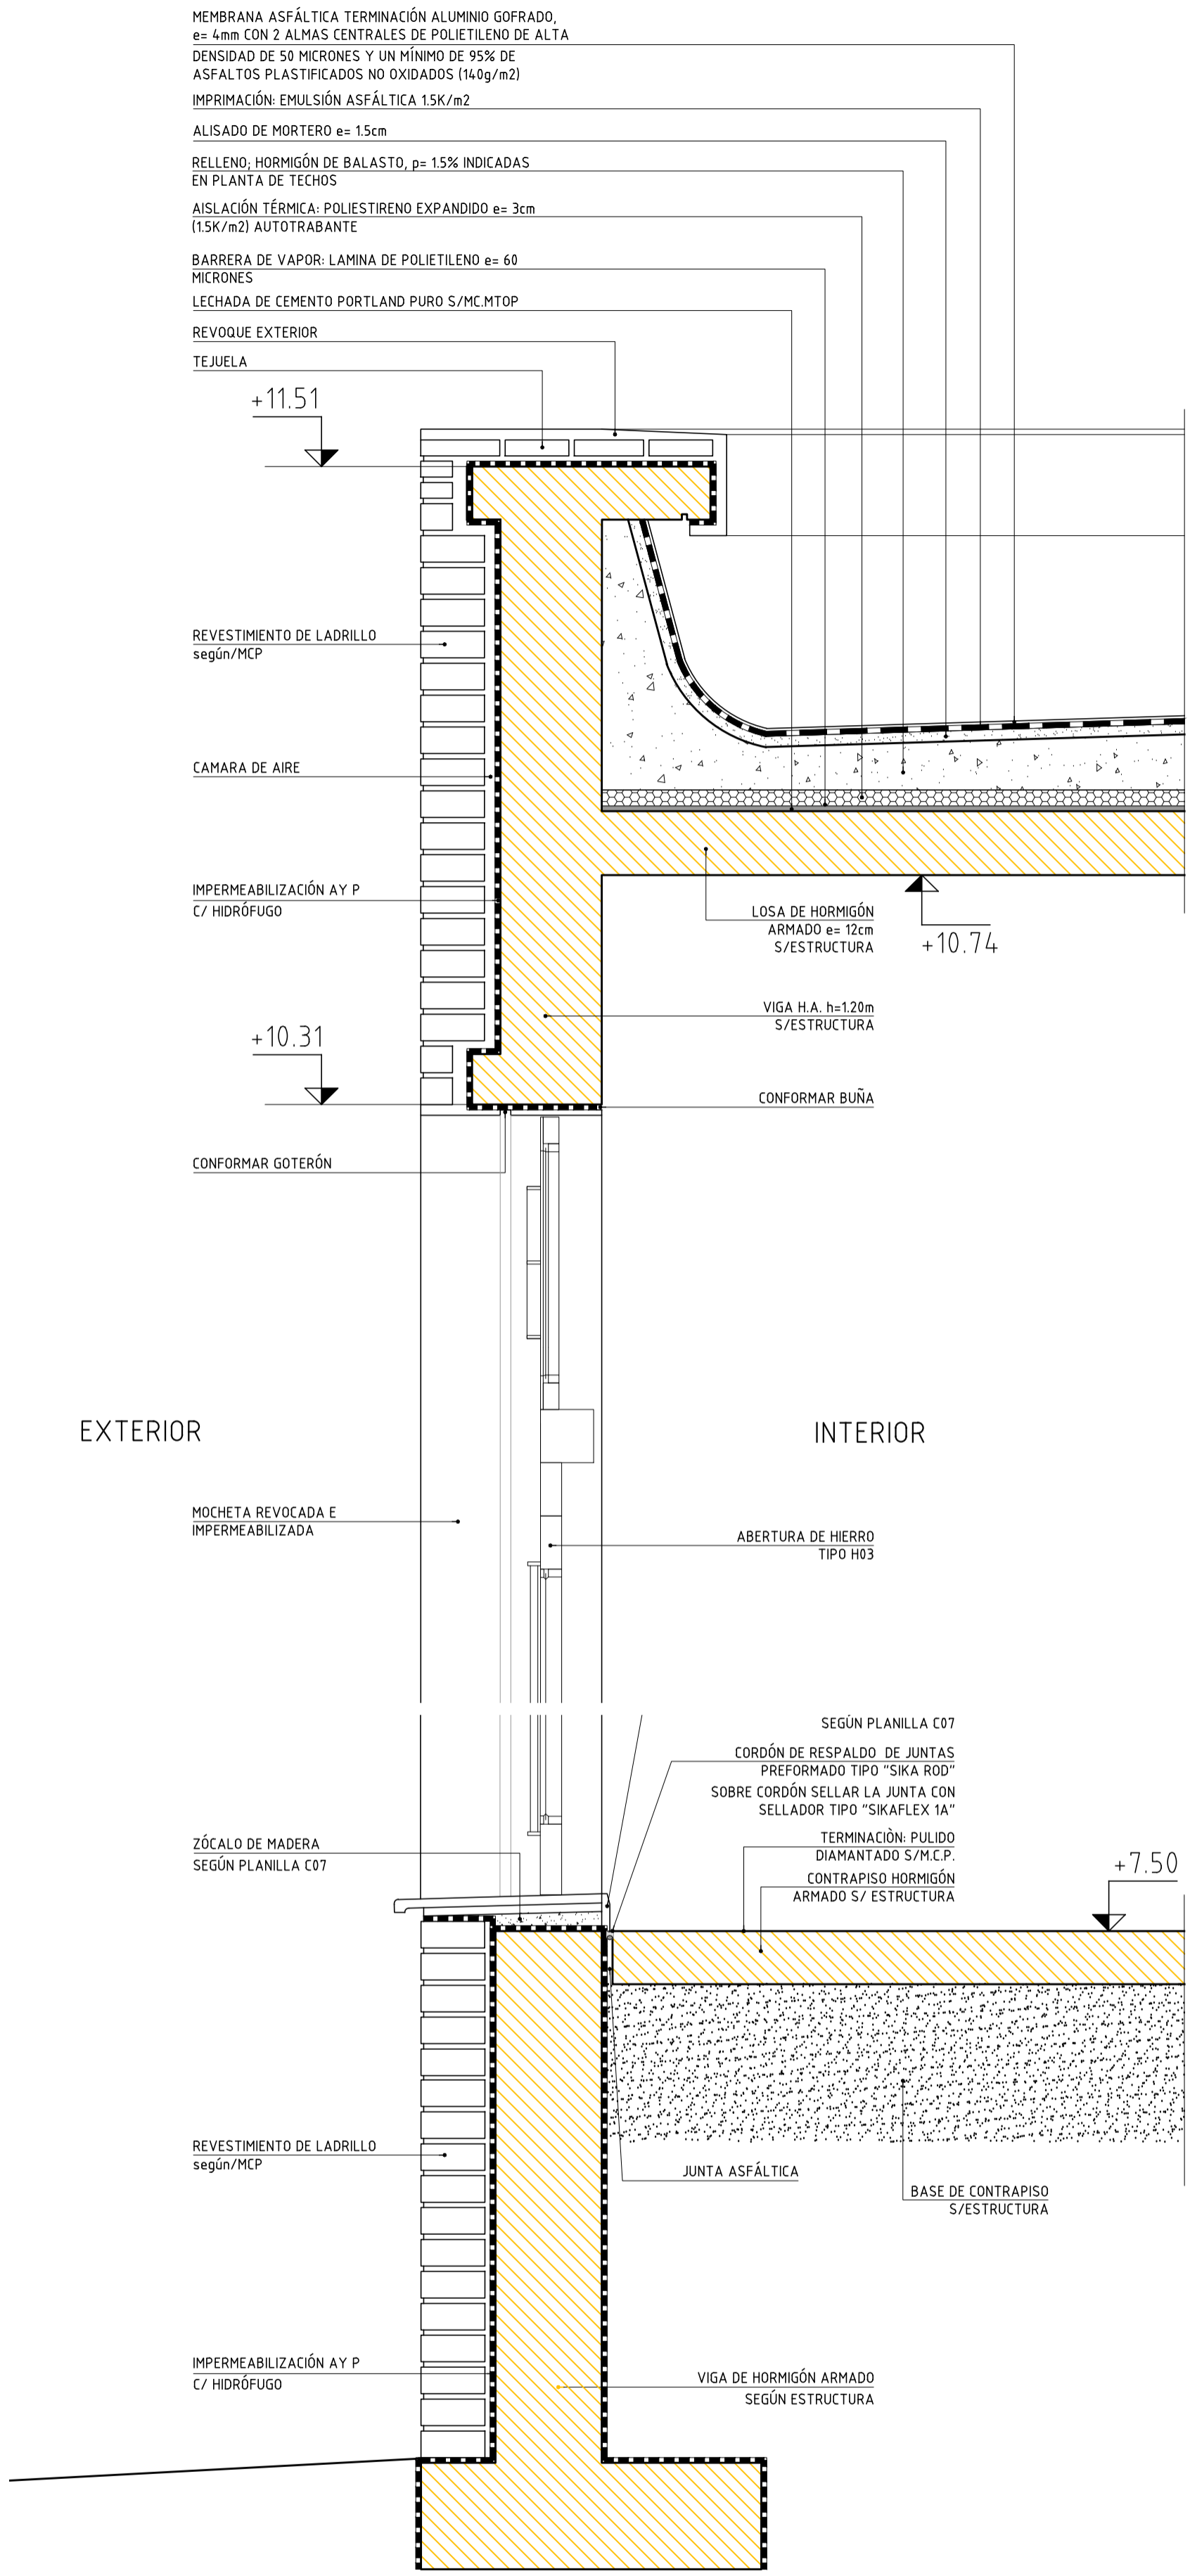 MEMBRANA ASFÁLTICA TERMINACIÓN ALUMINIO GOFRADO,
e= 4mm CON 2 ALMAS CENTRALES DE POLIETILENO DE ALTA
DENSIDAD DE 50 MICRONES Y UN MÍNIMO DE 95% DE
ASFALTOS PLASTIFICADOS NO OXIDADOS (140g/m2)
IMPRIMACIÓN: EMULSIÓN ASFÁLTICA 1.5K/m2
ALISADO DE MORTERO e= 1.5cm
RELLENO; HORMIGÓN DE BALASTO, p= 1.5% INDICADAS
EN PLANTA DE TECHOS
AISLACIÓN TÉRMICA: POLIESTIRENO EXPANDIDO e= 3cm
(1.5K/m2) AUTOTRABANTE
BARRERA DE VAPOR: LAMINA DE POLIETILENO e= 60
MICRONES
LECHADA DE CEMENTO PORTLAND PURO S/MC.MTOP
REVOQUE EXTERIOR
TEJUELA
+11.51
REVESTIMIENTO DE LADRILLO
según/MCP
CAMARA DE AIRE
IMPERMEABILIZACIÓN AY P
C/ HIDRÓFUGO
LOSA DE HORMIGÓN
ARMADO e= 12cm
S/ESTRUCTURA
+10.74
VIGA H.A. h=1.20m
S/ESTRUCTURA
+10.31
CONFORMAR BUÑA
CONFORMAR GOTERÓN
EXTERIOR
INTERIOR
MOCHETA REVOCADA E
IMPERMEABILIZADA
ABERTURA DE HIERRO
TIPO H03
SEGÙN PLANILLA C07
CORDÓN DE RESPALDO DE JUNTAS
PREFORMADO TIPO "SIKA ROD"
SOBRE CORDÓN SELLAR LA JUNTA CON
SELLADOR TIPO "SIKAFLEX 1A"
ZÓCALO DE MADERA
SEGÚN PLANILLA C07
TERMINACIÒN: PULIDO
DIAMANTADO S/M.C.P.
CONTRAPISO HORMIGÓN
ARMADO S/ ESTRUCTURA
+7.50
REVESTIMIENTO DE LADRILLO
según/MCP
JUNTA ASFÁLTICA
BASE DE CONTRAPISO
S/ESTRUCTURA
IMPERMEABILIZACIÓN AY P
C/ HIDRÓFUGO
VIGA DE HORMIGÓN ARMADO
SEGÚN ESTRUCTURA